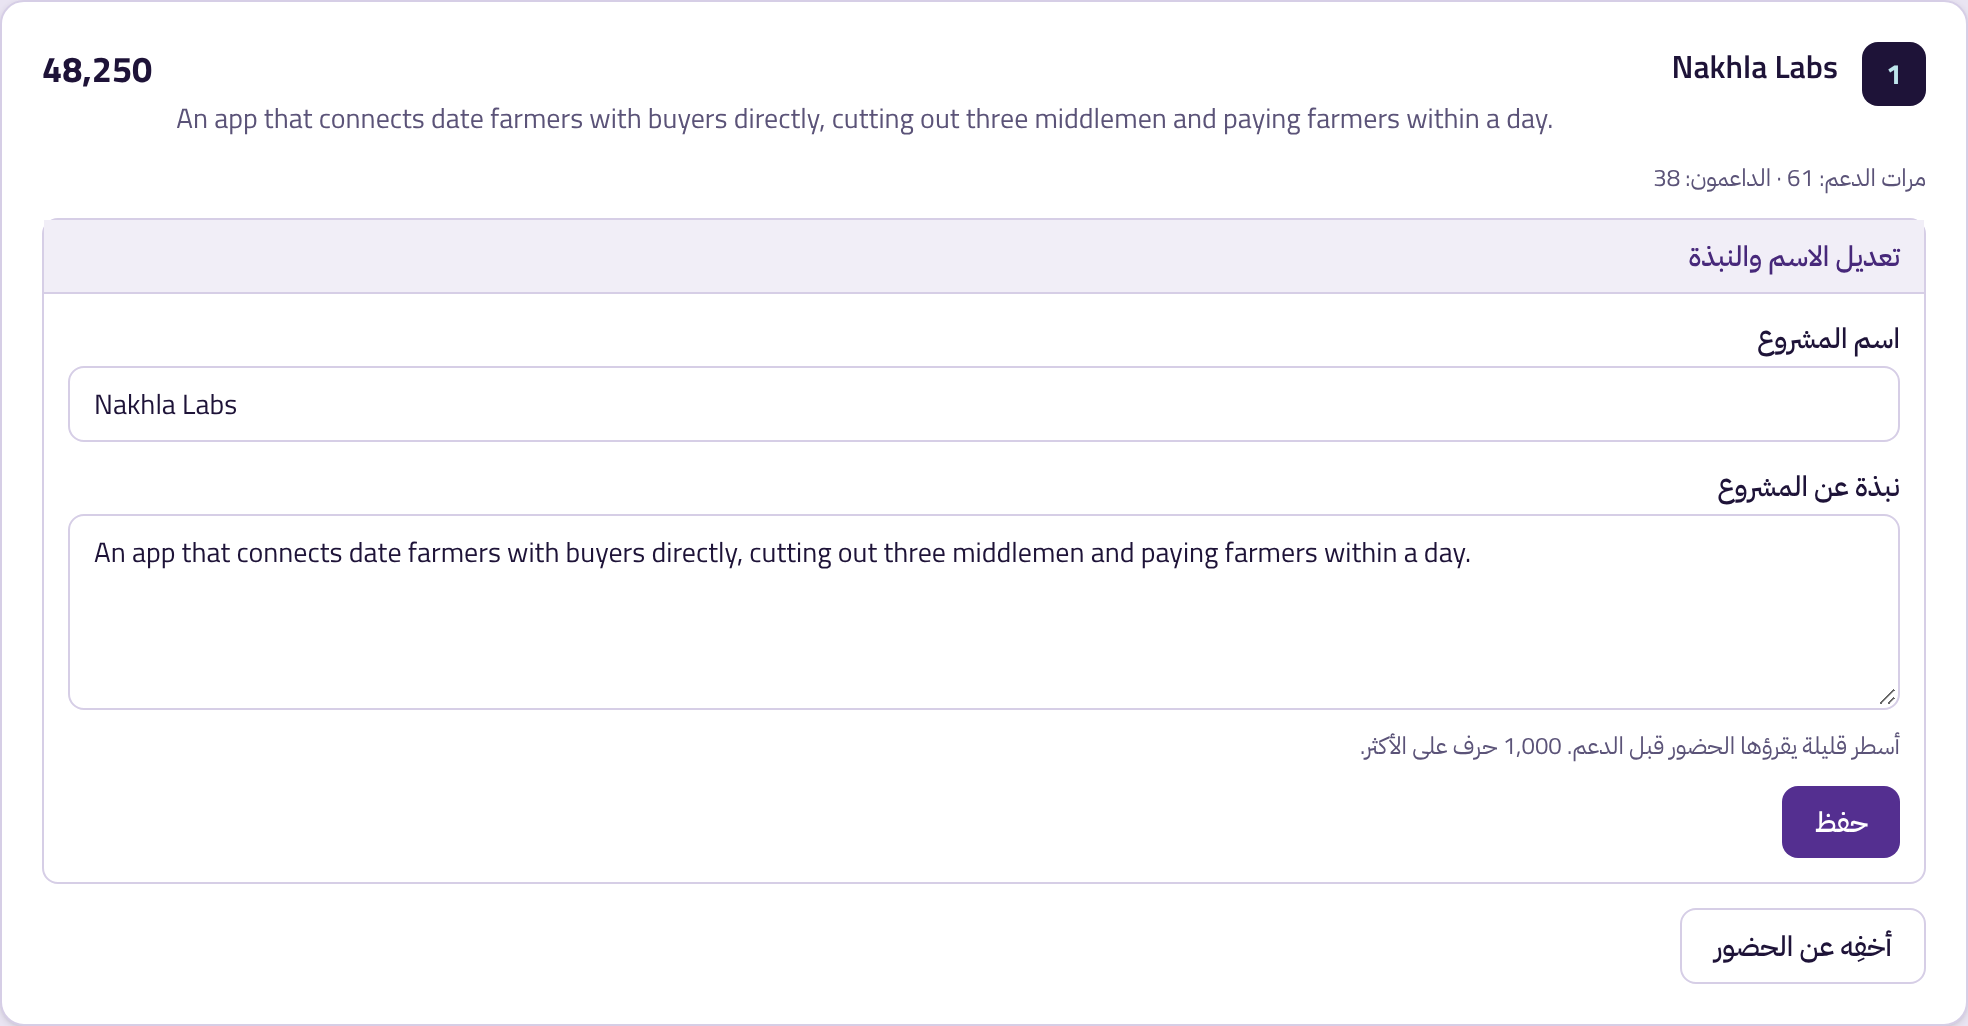 1
Nakhla Labs
48,250
An app that connects date farmers with buyers directly, cutting out three middlemen and paying farmers within a day.
مرات الدعم: 61 · الداعمون: 38
تعديل الاسم والنبذة
اسم المشروع
Nakhla Labs
نبذة عن المشروع
An app that connects date farmers with buyers directly, cutting out three middlemen and paying farmers within a day.
أسطر قليلة يقرؤها الحضور قبل الدعم. 1,000 حرف على الأكثر.
حفظ
أخفِه عن الحضور